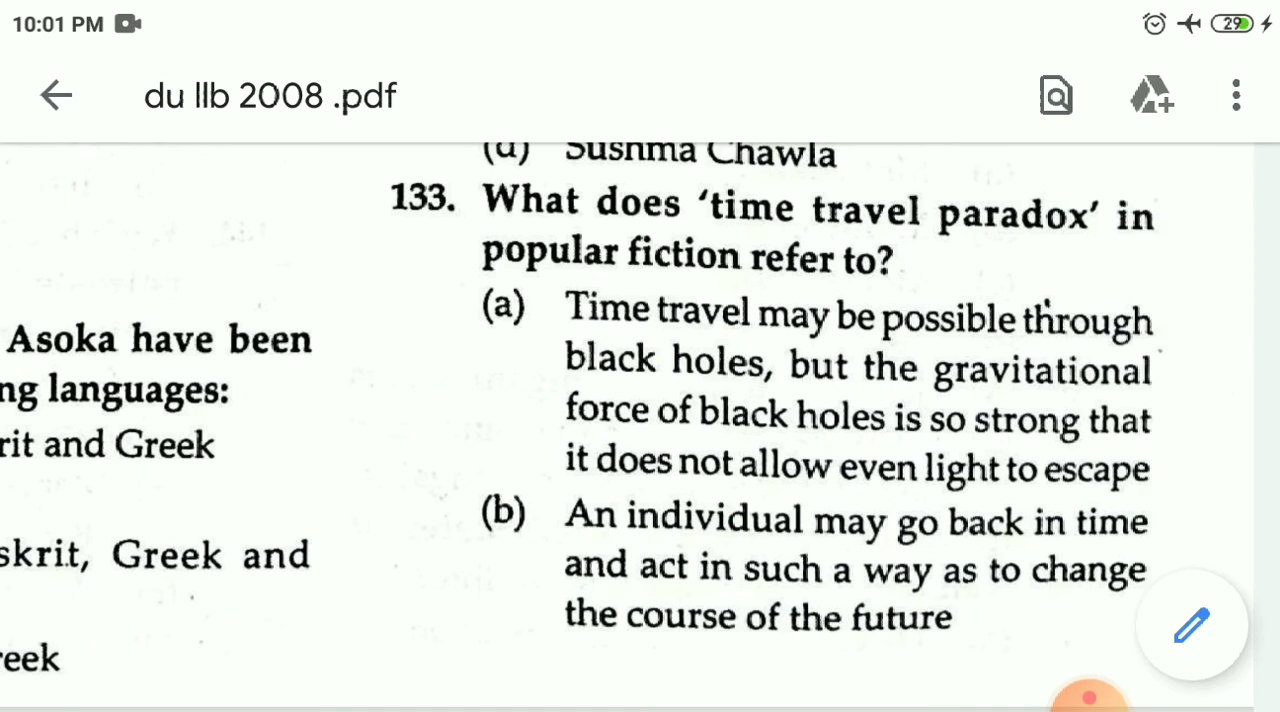 10:01 PM
29
du llb 2008 .pdf
(d) Sushma Chawla
133. What does ‘time travel paradox’ in
popular fiction refer to?
(a) Time travel may be possible through
black holes, but the gravitational
force of black holes is so strong that
it does not allow even light to escape
(b) An individual may go back in time
and act in such a way as to change
the course of the future
Asoka have been
ng languages:
rit and Greek
skrit, Greek and
reek